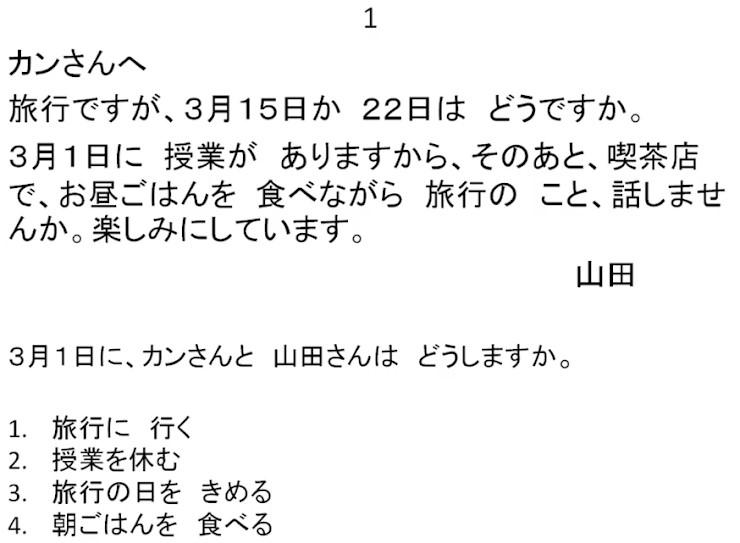 1
カンさんへ
旅行ですが、３月１５日か　２２日は　どうですか。
３月１日に　授業が　ありますから、そのあと、喫茶店
で、お昼ごはんを　食べながら　旅行の　こと、話しませ
んか。楽しみにしています。
山田
３月１日に、カンさんと　山田さんは　どうしますか。
1. 旅行に　行く
2. 授業を休む
3. 旅行の日を　きめる
4. 朝ごはんを　食べる